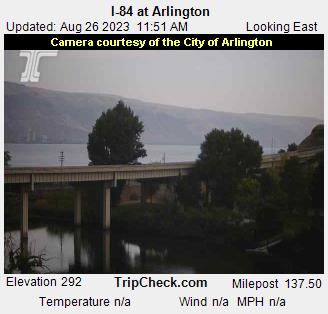 I-84 at Arlington
Updated: Aug 26 2023 11:51 AM Looking East
Camera courtesy of the City of Arlington
Elevation 292 TripCheck.com Milepost 137.50
Temperature n/a Wind n/a MPH n/a